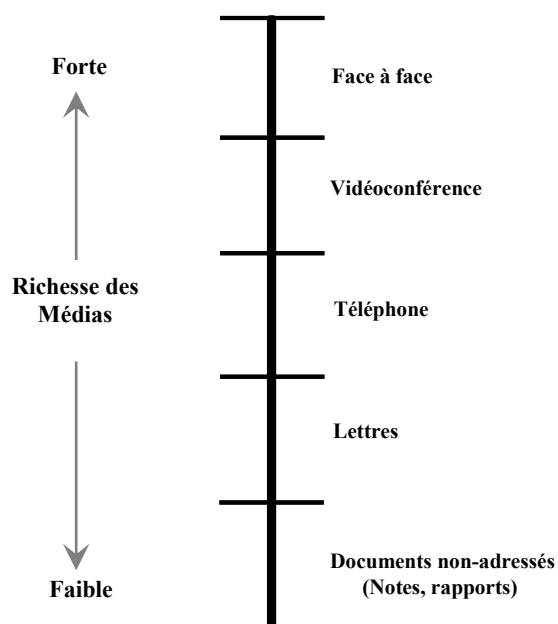 Forte
Face à face
Vidéoconférence
Richesse des
Médias
Téléphone
Lettres
Documents non-adressés
(Notes, rapports)
Faible